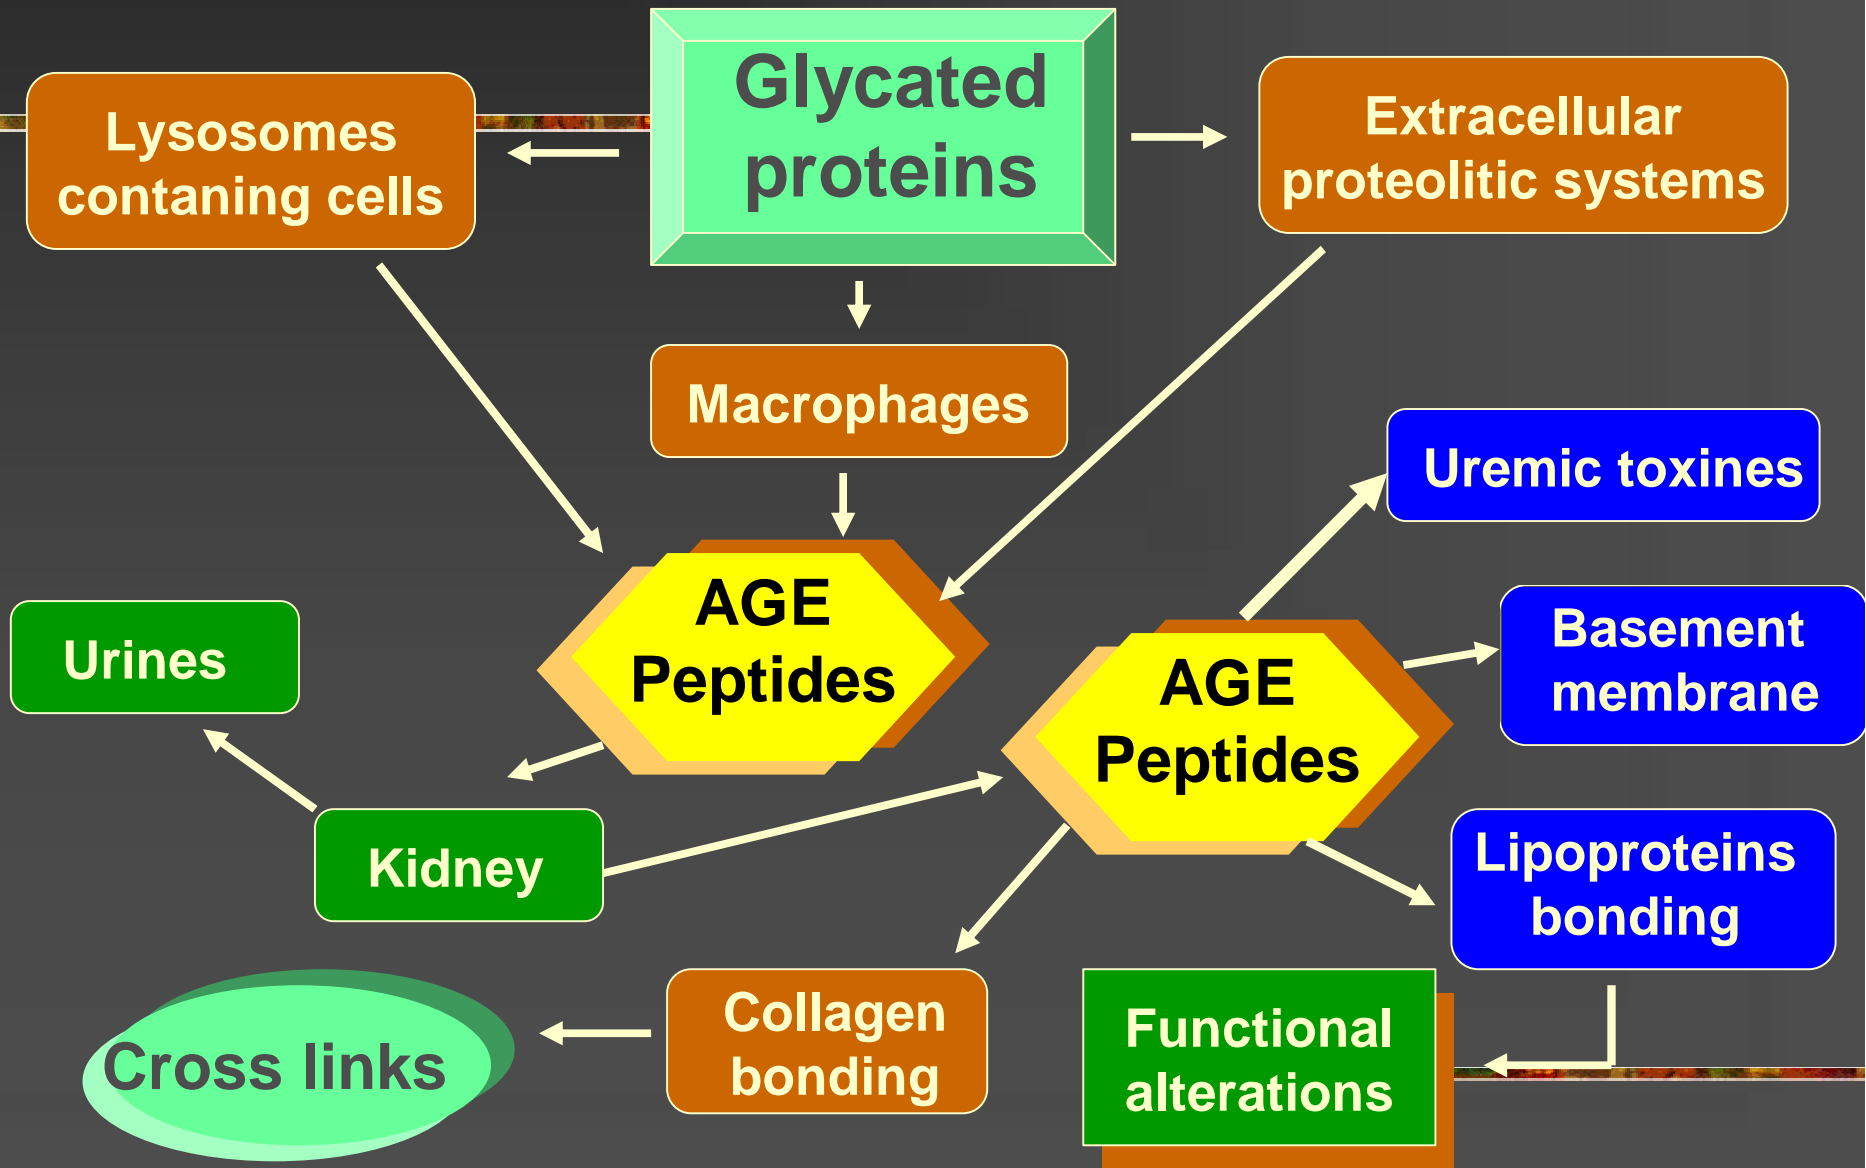 Glycated
proteins
Lysosomes
contaning cells
Extracellular
proteolitic systems
Macrophages
Uremic toxines
AGE
Peptides
Urines
AGE
Peptides
Basement
membrane
Kidney
Lipoproteins
bonding
Cross links
Collagen
bonding
Functional
alterations